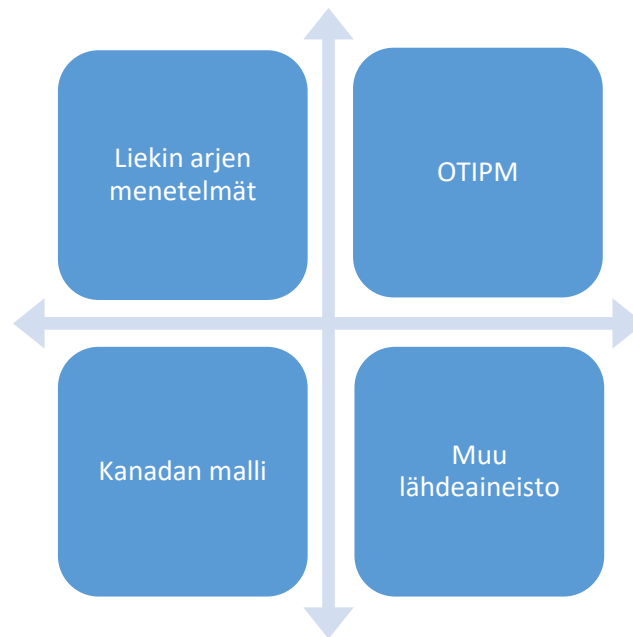 Liekin arjen
menetelmät
OTIPM
Kanadan malli
Muu
lähdeaineisto